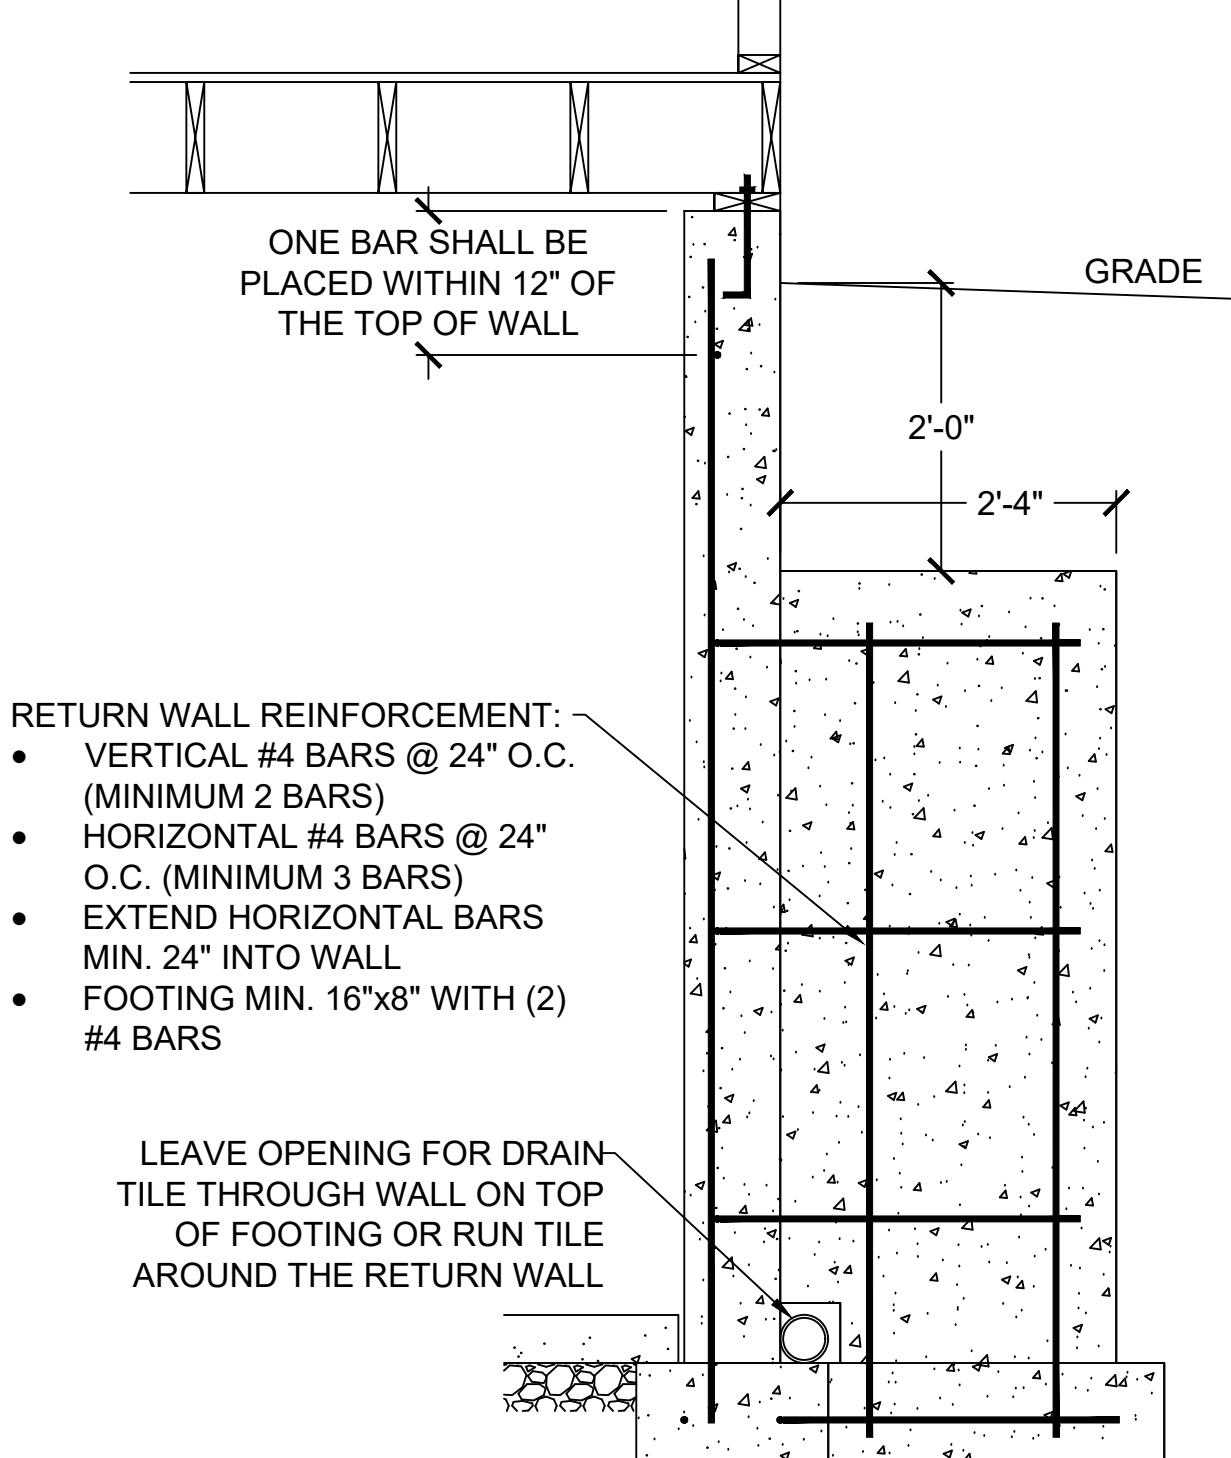 ONE BAR SHALL BE
PLACED WITHIN 12" OF
THE TOP OF WALL
GRADE
2'-0"
2'-4"
RETURN WALL REINFORCEMENT:
• VERTICAL #4 BARS @ 24" O.C.
(MINIMUM 2 BARS)
• HORIZONTAL #4 BARS @ 24"
O.C. (MINIMUM 3 BARS)
• EXTEND HORIZONTAL BARS
MIN. 24" INTO WALL
• FOOTING MIN. 16"x8" WITH (2)
#4 BARS
LEAVE OPENING FOR DRAIN
TILE THROUGH WALL ON TOP
OF FOOTING OR RUN TILE
AROUND THE RETURN WALL